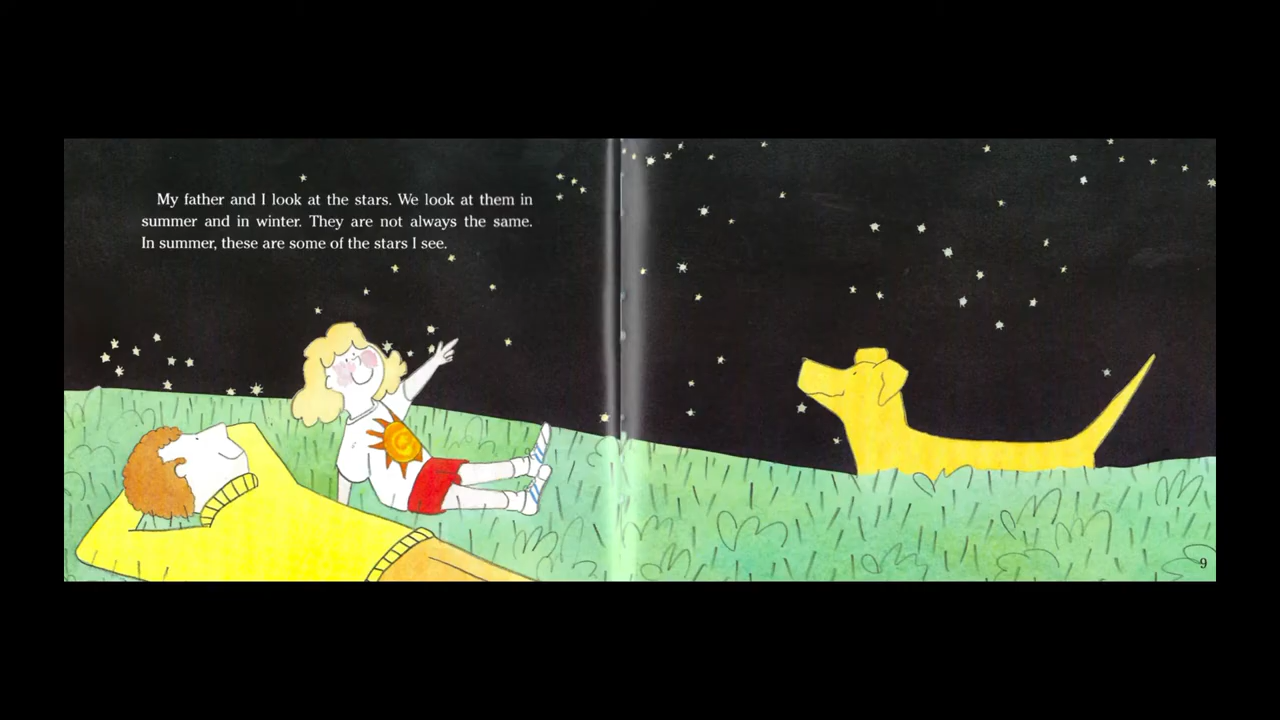 My father and I look at the stars. We look at them in
summer and in winter. They are not always the same.
In summer, these are some of the stars I see.
9